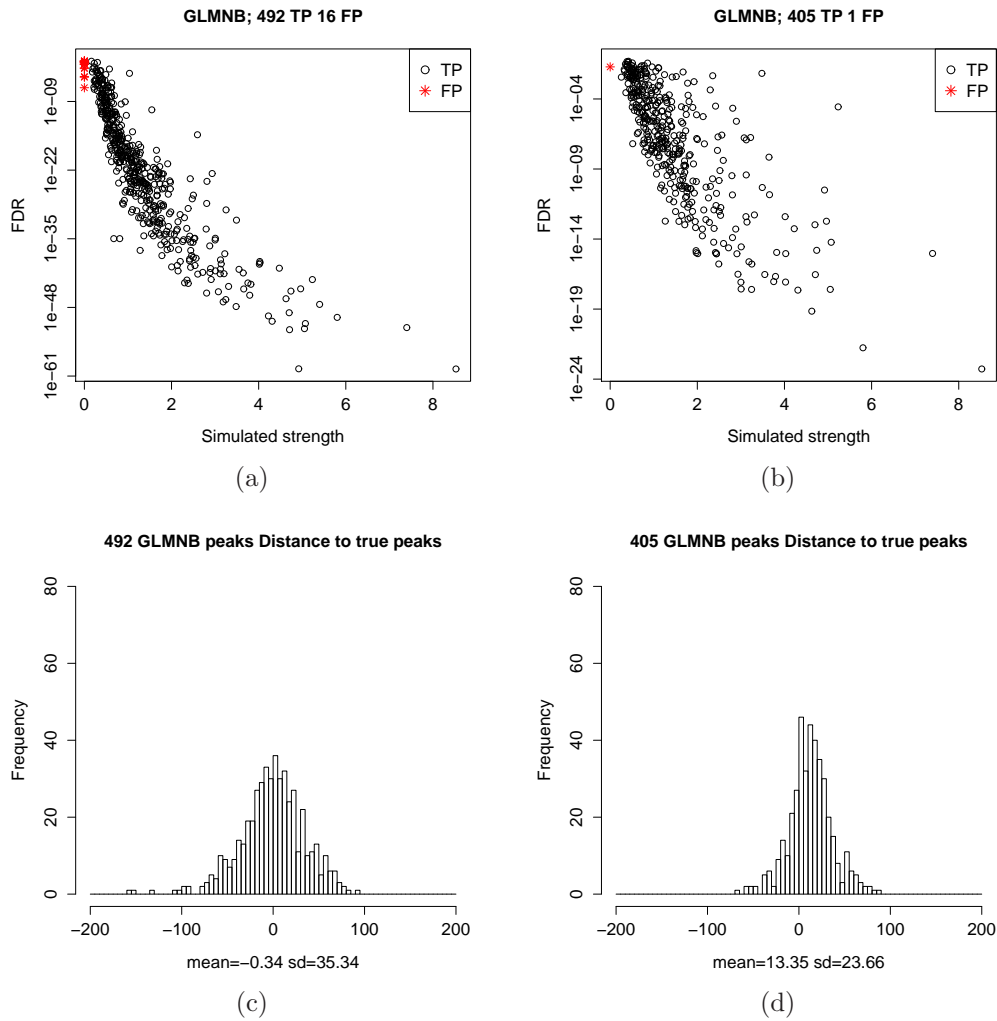 GLMNB; 492 TP 16 FP
FDR
1e−09
1e−22
1e−35
1e−48
1e−61
TP
FP
0 2 4 6 8
Simulated strength
(a)
GLMNB; 405 TP 1 FP
FDR
1e−04
1e−09
1e−14
1e−19
1e−24
TP
FP
0 2 4 6 8
Simulated strength
(b)
492 GLMNB peaks Distance to true peaks
Frequency
80
60
40
20
0
−200 −100 0 100 200
mean=−0.34 sd=35.34
(c)
405 GLMNB peaks Distance to true peaks
Frequency
80
60
40
20
0
−200 −100 0 100 200
mean=13.35 sd=23.66
(d)